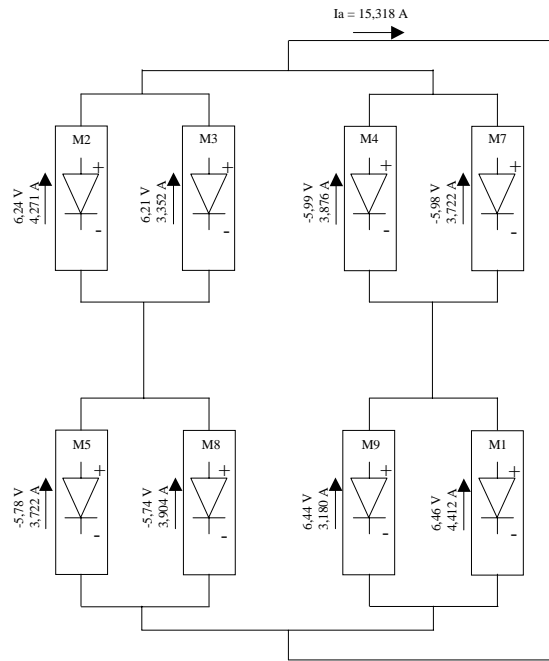 Ia = 15,318 A
M2
M3
M4
M7
+
+
+
+
6,24 V
4,271 A
6,21 V
3,352 A
-5,99 V
3,876 A
-5,98 V
3,722 A
-
-
-
-
M5
M8
M9
M1
+
+
+
+
-5,78 V
3,722 A
-5,74 V
3,904 A
6,44 V
3,180 A
6,46 V
4,412 A
-
-
-
-